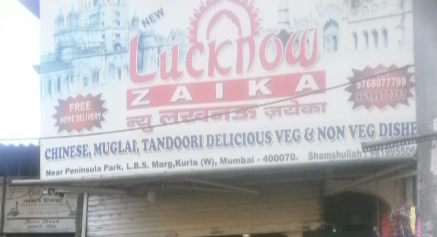 NEW
Lucknow
ZAIKA
न्यु लखनऊ ज़ायेका
FREE
HOME DELIVERY
CHINESE, MUGLAI, TANDOORI DELICIOUS VEG & NON VEG DISHE
Near Peninsula Park, L.B.S. Marg, Kurla (W), Mumbai - 400070. Shamshullah